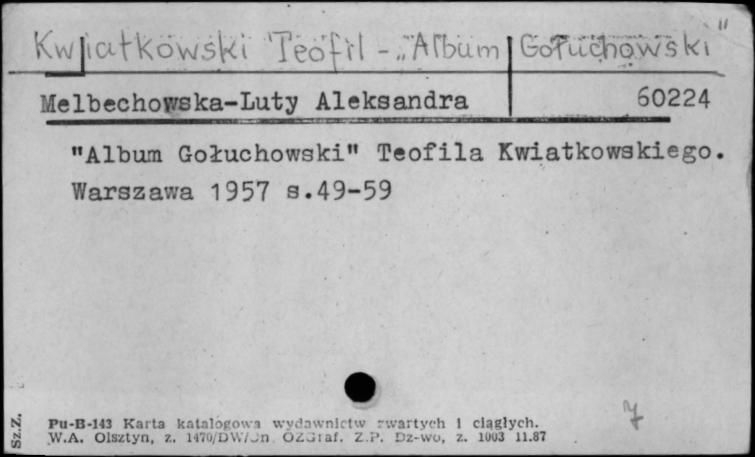 Kwiatkowski Teofil - "Album Gołuchowski"
Melbechowska-Luty Aleksandra 60224
"Album Gołuchowski" Teofila Kwiatkowskiego.
Warszawa 1957 s.49-59
7
Sz.Z.
Pu-B-143 Karta katalogowa wydawnictw zwartych i ciągłych.
W.A. Olsztyn, z. 1470/DW/Jn OZGraf. Z.P. Dz-wo, z. 1003 11.87